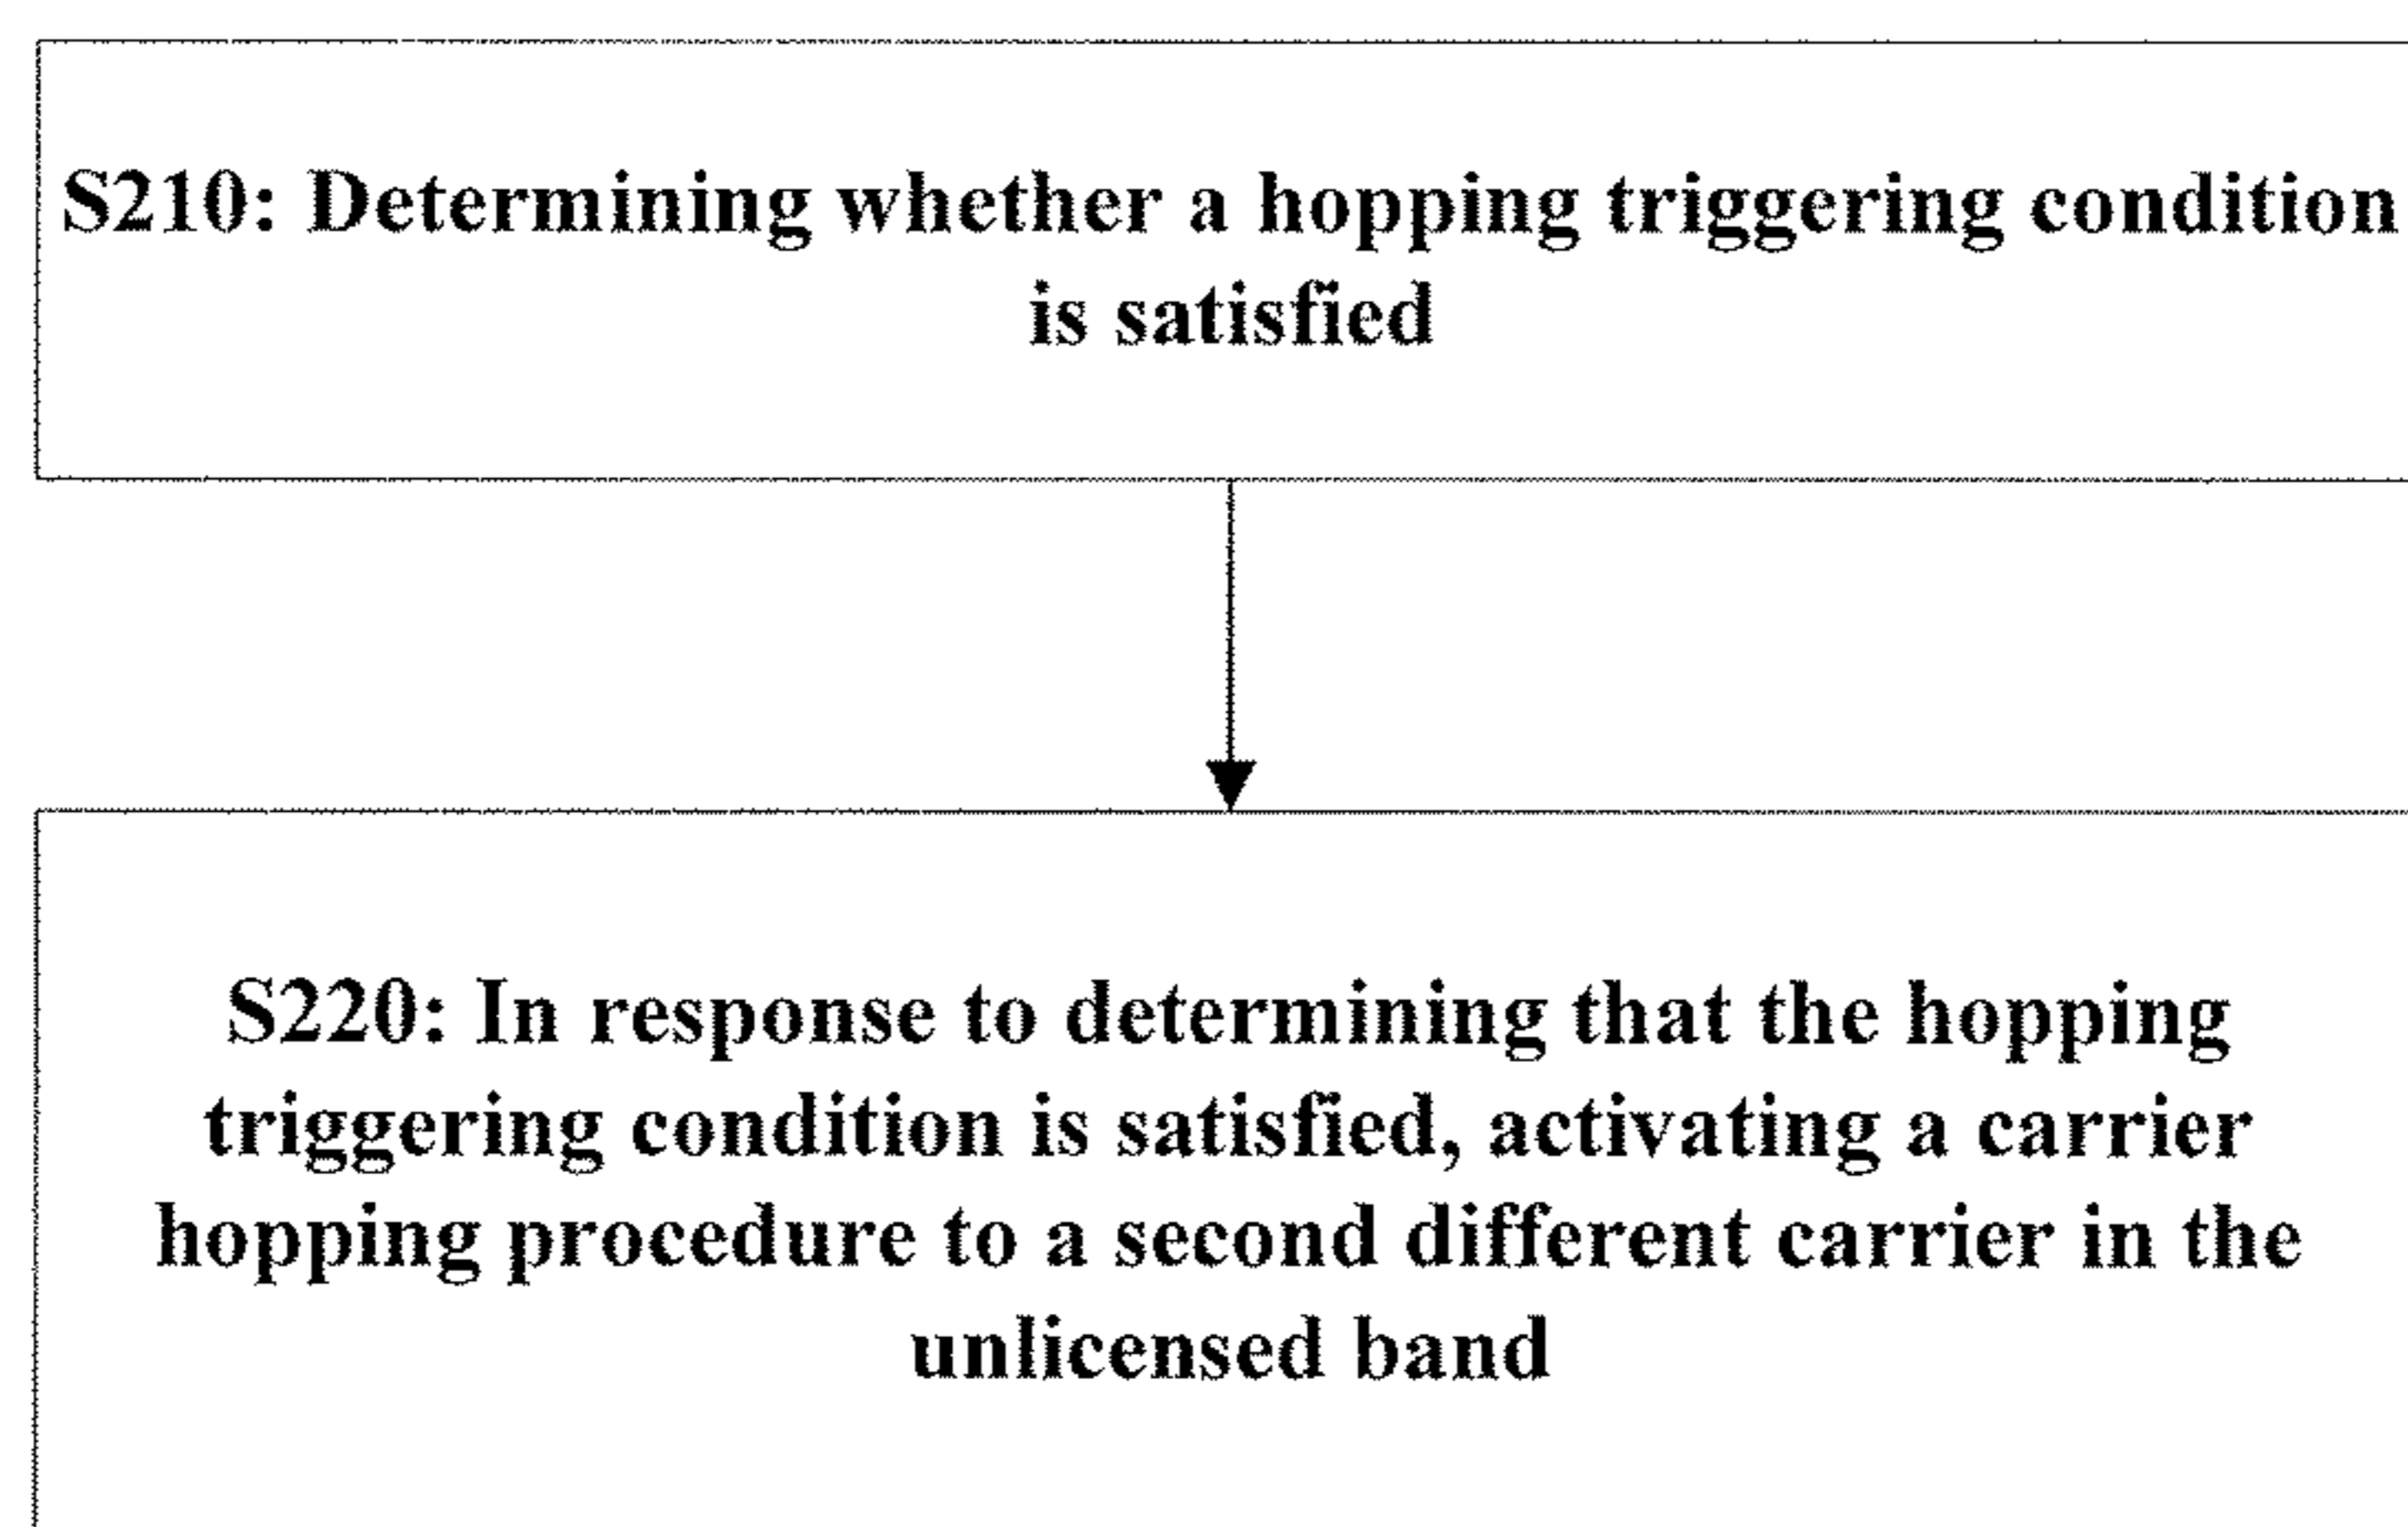 S210: Determining whether a hopping triggering condition
is satisfied
S220: In response to determining that the hopping
triggering condition is satisfied, activating a carrier
hopping procedure to a second different carrier in the
unlicensed band